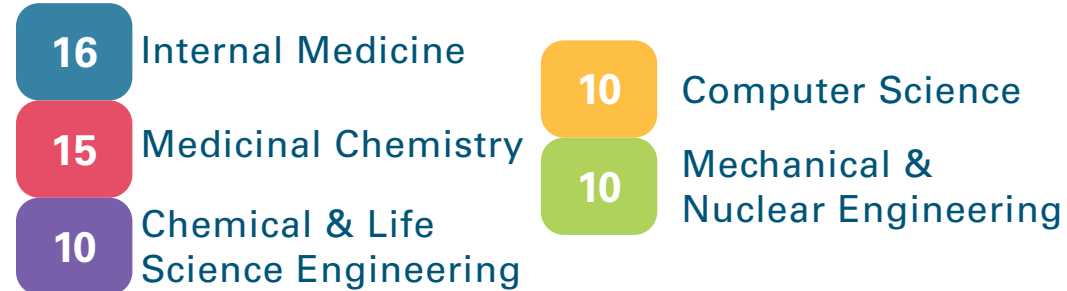 16 Internal Medicine
15 Medicinal Chemistry
10 Chemical & Life
Science Engineering
10 Computer Science
10 Mechanical &
Nuclear Engineering